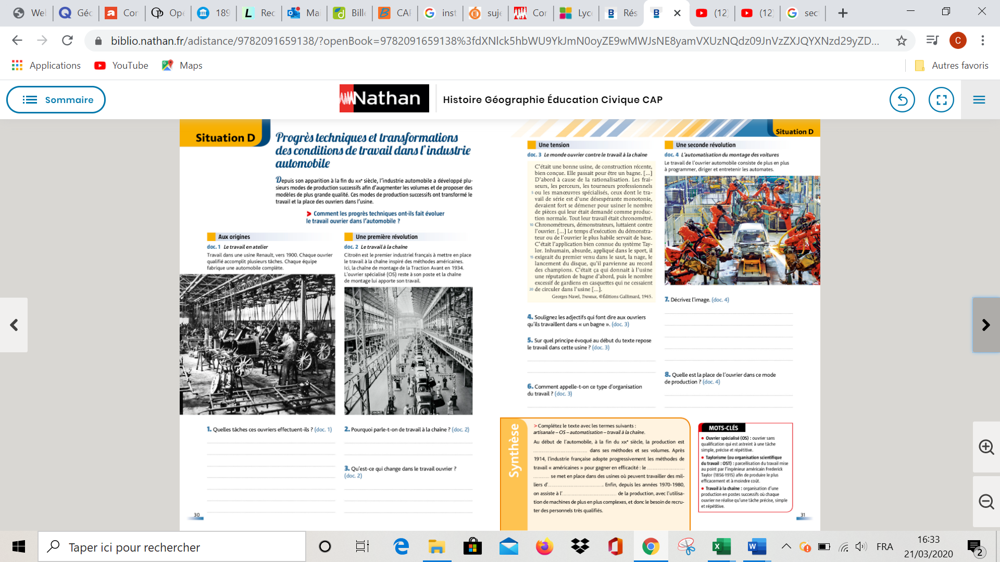 Wel
Géc
Cor
Ope
189
Rec
Mai
Bille
CAP
inst
suje
Cor
Lyc
Rés
(12)
(12)
sect
biblio.nathan.fr/adistance/9782091659138/?openBook=9782091659138%3fdXNlck5hbWU9YkJmN0oyZE9wMWJsNE8yamVXUzNQdz09JnVzZXJQYXNzd29yZD...
C
Applications
YouTube
Maps
Autres favoris
Sommaire
Nathan
Histoire Géographie Éducation Civique CAP
Situation D
Progrès techniques et transformations
des conditions de travail dans l'industrie
automobile
Depuis son apparition à la fin du XIXe siècle, l'industrie automobile a développé plu-
sieurs modes de production successifs afin d'augmenter les volumes et de proposer des
modèles de plus grande qualité. Ces modes de production successifs ont transformé le
travail et la place des ouvriers dans l'usine.
> Comment les progrès techniques ont-ils fait évoluer
le travail ouvrier dans l'automobile ?
Aux origines
doc. 1 Le travail en atelier
Travail dans une usine Renault, vers 1900. Chaque ouvrier
qualifié accomplit plusieurs tâches. Chaque équipe
fabrique une automobile complète.
1. Quelles tâches ces ouvriers effectuent-ils ? (doc. 1)
Une première révolution
doc. 2 Le travail à la chaîne
Citroën est le premier industriel français à mettre en place
le travail à la chaîne inspiré des méthodes américaines.
Ici, la chaîne de montage de la Traction Avant en 1934.
L'ouvrier spécialisé (OS) reste à son poste et la chaîne
de montage lui apporte son travail.
2. Pourquoi parle-t-on de travail à la chaîne ? (doc. 2)
3. Qu'est-ce qui change dans le travail ouvrier ?
(doc. 2)
30
Situation D
Une tension
doc. 3 Le monde ouvrier contre le travail à la chaîne
C'était une bonne usine, de construction récente,
bien conçue. Elle passait pour être un bagne. [...]
D'abord à cause de la rationalisation. Les frai-
seurs, les perceurs, les tourneurs professionnels
5 ou les manœuvres spécialisés, ceux dont le tra-
vail de série est d'une désespérante monotonie,
devaient fort se démener pour usiner le nombre
de pièces qui leur était demandé comme produc-
tion normale. Tout leur travail était chronométré.
10 Chronométreurs, démonstrateurs, luttaient contre
l'ouvrier. [...] Le temps d'exécution du démonstra-
teur ou de l'ouvrier le plus habile servait de base.
C'était l'application bien connue du système Tay-
lor. Inhumain, absurde, appliqué dans le sport, il
15 exigeait du premier venu dans le saut, la nage, le
lancement du disque, qu'il parvienne au record
des champions. C'était ça qui donnait à l'usine
une réputation de bagne d'abord, puis le nombre
excessif de gardiens en casquettes qui ne cessaient
20 de circuler dans l'usine [...].
Georges Navel, Travaux, © Éditions Gallimard, 1945.
4. Soulignez les adjectifs qui font dire aux ouvriers
qu'ils travaillent dans « un bagne ». (doc. 3)
5. Sur quel principe évoqué au début du texte repose
le travail dans cette usine ? (doc. 3)
6. Comment appelle-t-on ce type d'organisation
du travail ? (doc. 3)
Une seconde révolution
doc. 4 L'automatisation du montage des voitures
Le travail de l'ouvrier automobile consiste de plus en plus
à programmer, diriger et entretenir les automates.
7. Décrivez l'image. (doc. 4)
8. Quelle est la place de l'ouvrier dans ce mode
de production ? (doc. 4)
Synthèse
> Complétez le texte avec les termes suivants :
artisanale – OS – automatisation – travail à la chaîne.
Au début de l'automobile, à la fin du XIXe siècle, la production est
.................................. dans ses méthodes et ses volumes. Après
1914, l'industrie française adopte progressivement les méthodes de
travail « américaines » pour gagner en efficacité : le ........................
.......... se met en place dans des usines où peuvent travailler des mil-
liers d'.................................. . Enfin, depuis les années 1970-1980,
on assiste à l'.................................. de la production, avec l'utilisa-
tion de machines de plus en plus complexes, et donc le besoin de recru-
ter des personnels très qualifiés.
MOTS-CLÉS
• Ouvrier spécialisé (OS) : ouvrier sans
qualification qui est astreint à une tâche
simple, précise et répétitive.
• Taylorisme (ou organisation scientifique
du travail : OST) : parcellisation du travail mise
au point par l'ingénieur américain Frederick
Taylor (1856-1915) afin de produire le plus
efficacement et à moindre coût.
• Travail à la chaîne : organisation d'une
production en postes successifs où chaque
ouvrier ne réalise qu'une tâche précise, simple
et répétitive.
31
Taper ici pour rechercher
FRA
16:33
21/03/2020
2